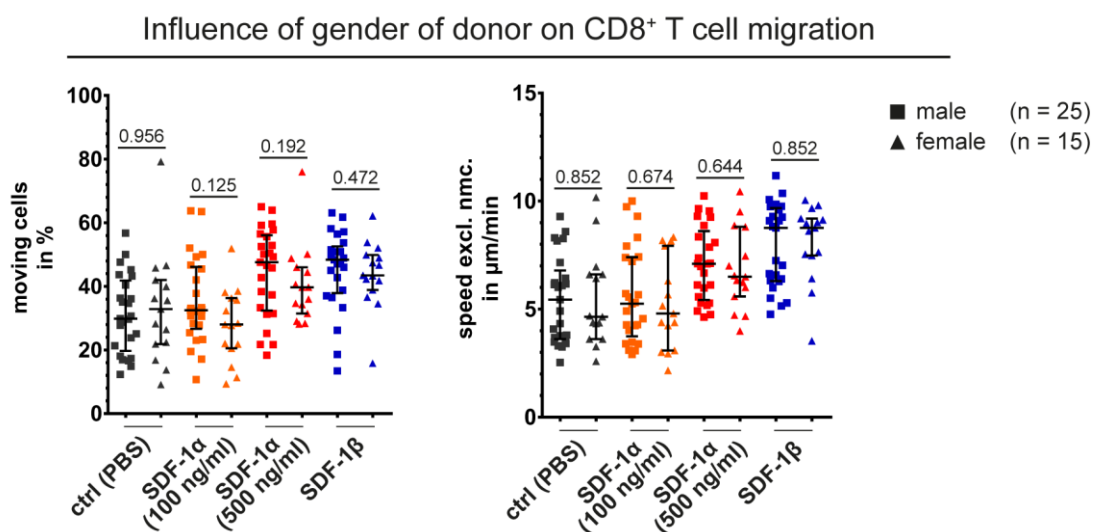 Influence of gender of donor on CD8⁺ T cell migration
moving cells
in %
100
80
60
40
20
0
0.956
0.125
0.192
0.472
ctrl (PBS)
SDF-1α
(100 ng/ml)
SDF-1α
(500 ng/ml)
SDF-1β
speed excl. nmc.
in µm/min
15
10
5
0
0.852
0.674
0.644
0.852
ctrl (PBS)
SDF-1α
(100 ng/ml)
SDF-1α
(500 ng/ml)
SDF-1β
male (n = 25)
female (n = 15)